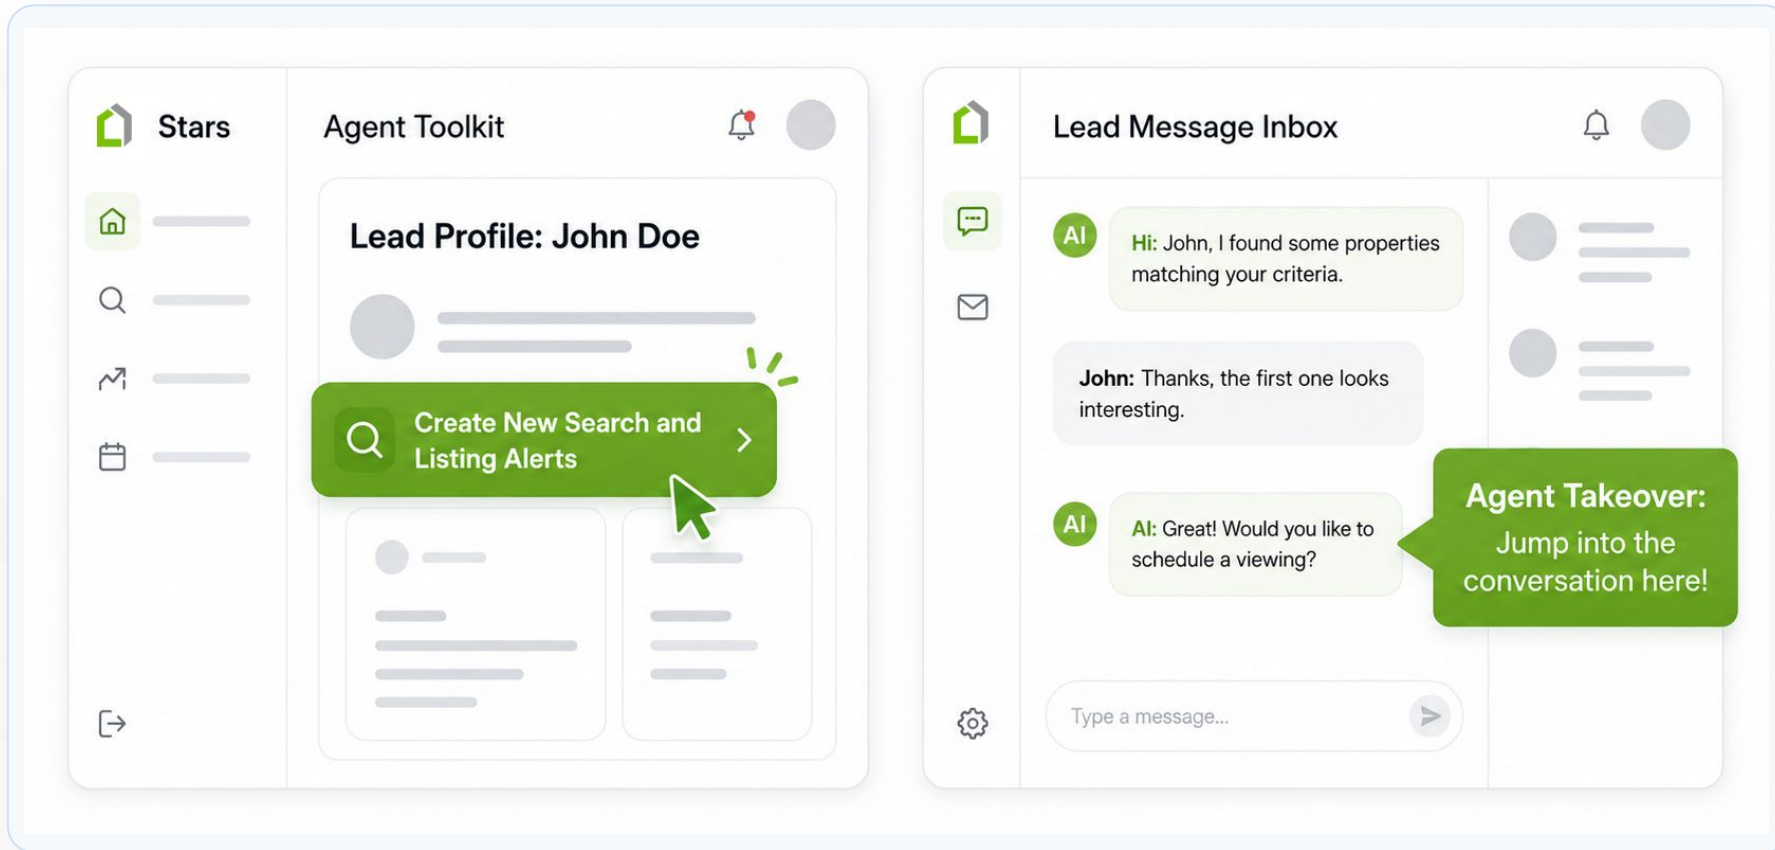 Stars
Agent Toolkit
Lead Profile: John Doe
Create New Search and
Listing Alerts
Lead Message Inbox
AI
Hi: John, I found some properties
matching your criteria.
John: Thanks, the first one looks
interesting.
AI
AI: Great! Would you like to
schedule a viewing?
Agent Takeover:
Jump into the
conversation here!
Type a message...